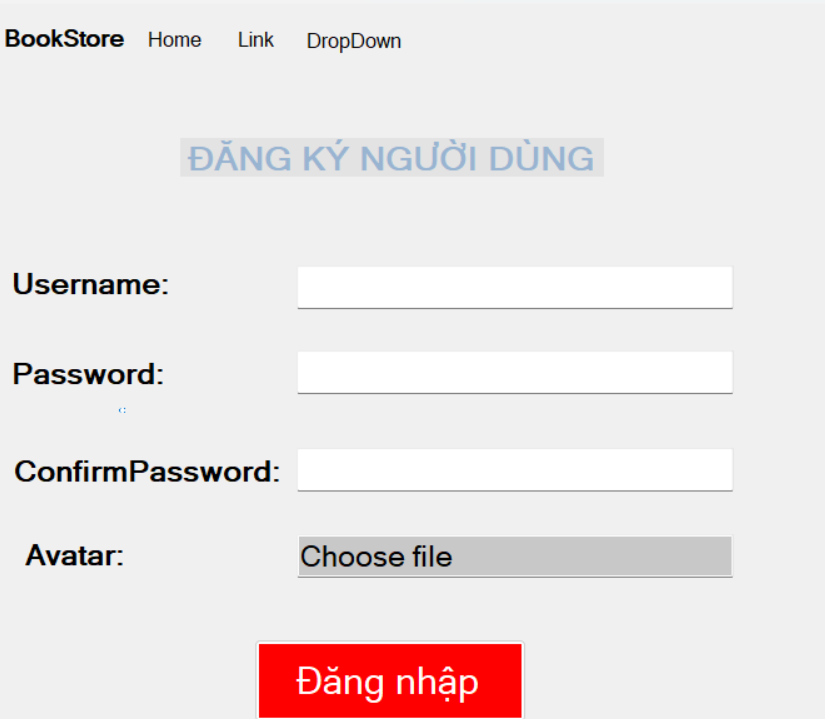 BookStore Home Link DropDown
ĐĂNG KÝ NGƯỜI DÙNG
Username:
Password:
ConfirmPassword:
Avatar: Choose file
Đăng nhập